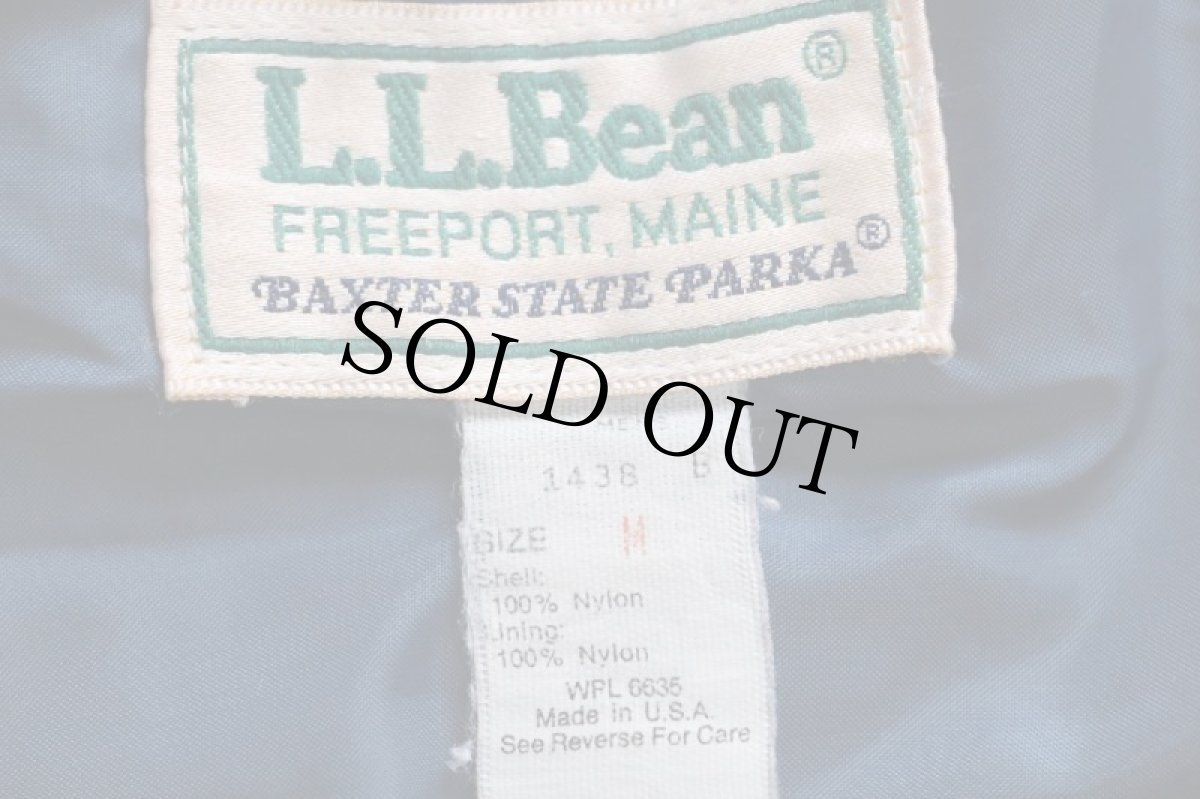 L.L.Bean®
FREEPORT, MAINE
BAXTER STATE PARKA®
SOLD OUT
1438
SIZE M
Shell:
100% Nylon
Lining:
100% Nylon
WPL 6635
Made in U.S.A.
See Reverse For Care